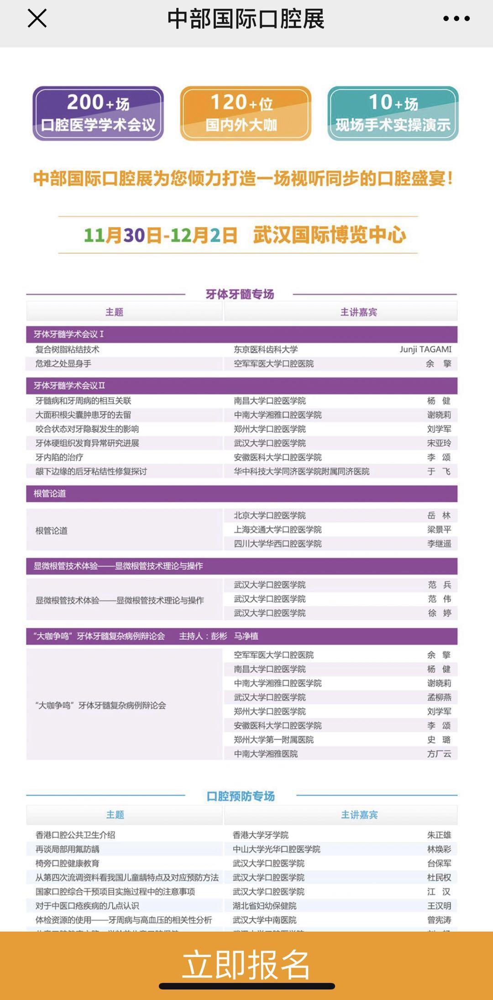 中部国际口腔展
200+场
口腔医学学术会议
120+位
国内外大咖
10+场
现场手术实操演示
中部国际口腔展为您倾力打造一场视听同步的口腔盛宴！
11月30日-12月2日 武汉国际博览中心
牙体牙髓专场
主题 主讲嘉宾
牙体牙髓学术会议Ⅰ
复合树脂粘结技术 东京医科齿科大学 Junji TAGAMI
危难之处显身手 空军军医大学口腔医院 余 擎
牙体牙髓学术会议Ⅱ
牙髓病和牙周病的相互关联 南昌大学口腔医学院 杨 健
大面积根尖囊肿患牙的去留 中南大学湘雅口腔医学院 谢晓莉
咬合状态对牙隐裂发生的影响 郑州大学口腔医学院 刘学军
牙体硬组织发育异常研究进展 武汉大学口腔医学院 宋亚玲
牙内陷的治疗 安徽医科大学口腔医学院 李 颂
龈下边缘的后牙粘结性修复探讨 华中科技大学同济医学院附属同济医院 于 飞
根管论道
北京大学口腔医学院 岳 林
根管论道 上海交通大学口腔医学院 梁景平
四川大学华西口腔医学院 李继遥
显微根管技术体验——显微根管技术理论与操作
武汉大学口腔医学院 范 兵
显微根管技术体验——显微根管技术理论与操作 武汉大学口腔医学院 范 伟
武汉大学口腔医学院 徐 婷
“大咖争鸣”牙体牙髓复杂病例辩论会 主持人：彭彬 马净植
空军军医大学口腔医院 余 擎
南昌大学口腔医学院 杨 健
中南大学湘雅口腔医学院 谢晓莉
武汉大学口腔医学院 孟柳燕
“大咖争鸣”牙体牙髓复杂病例辩论会
郑州大学口腔医学院 刘学军
安徽医科大学口腔医学院 李 颂
郑州大学第一附属医院 史 璐
中南大学湘雅医院 方厂云
口腔预防专场
主题 主讲嘉宾
香港口腔公共卫生介绍 香港大学牙学院 朱正雄
再谈局部用氟防龋 中山大学光华口腔医学院 林焕彩
椅旁口腔健康教育 武汉大学口腔医学院 台保军
从第四次流调资料看我国儿童龋特点及对应预防方法 武汉大学口腔医学院 杜民权
国家口腔综合干预项目实施过程中的注意事项 武汉大学口腔医学院 江 汉
对于中医口疮疾病的几点认识 湖北省妇幼保健院 王汉明
体检资源的使用——牙周病与高血压的相关性分析 武汉大学中南医院 曾宪涛
立即报名